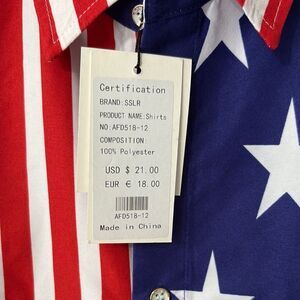 Certification
BRAND:SSLR
PRODUCT NAME:Shirts
NO:AFD518-12
COMPOSITION:
100% Polyester
USD $ 21.00
EUR € 18.00
AFD518-12
Made in China